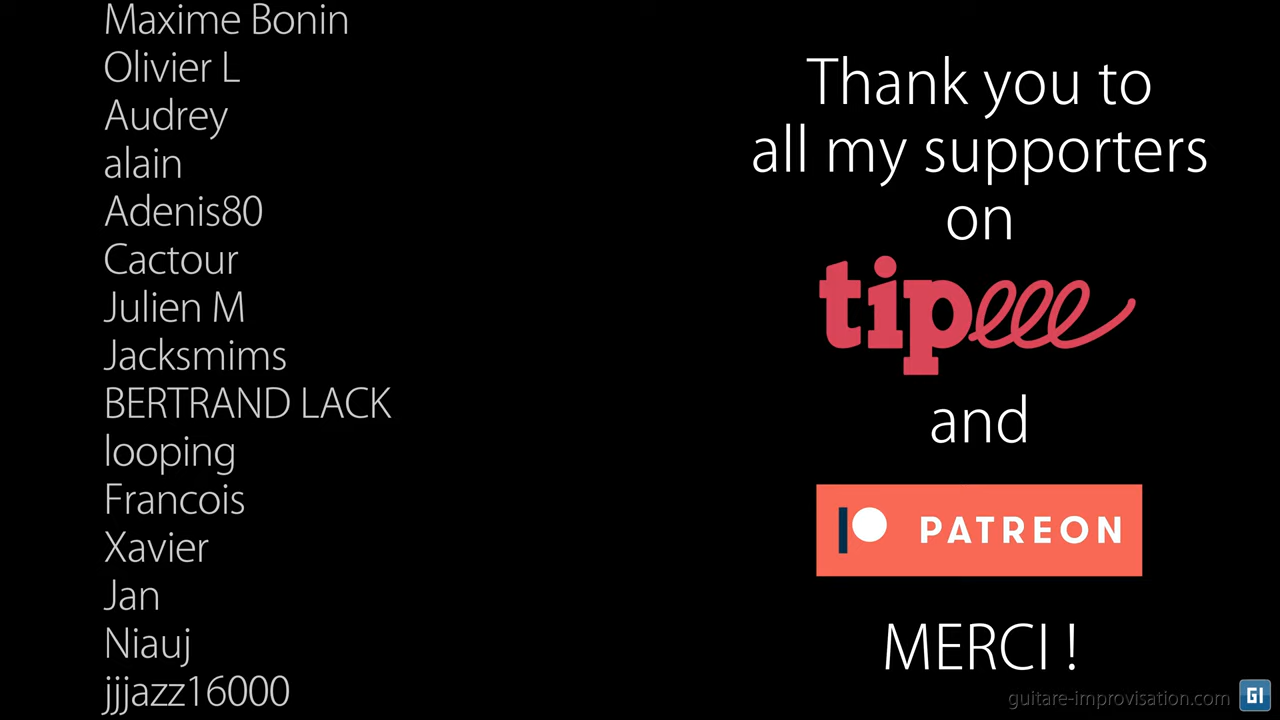 Maxime Bonin
Olivier L
Audrey
alain
Adenis80
Cactour
Julien M
Jacksmims
BERTRAND LACK
looping
Francois
Xavier
Jan
Niauj
jjjazz16000
Thank you to
all my supporters
on
tipeee
and
PATREON
MERCI !
guitare-improvisation.com GI